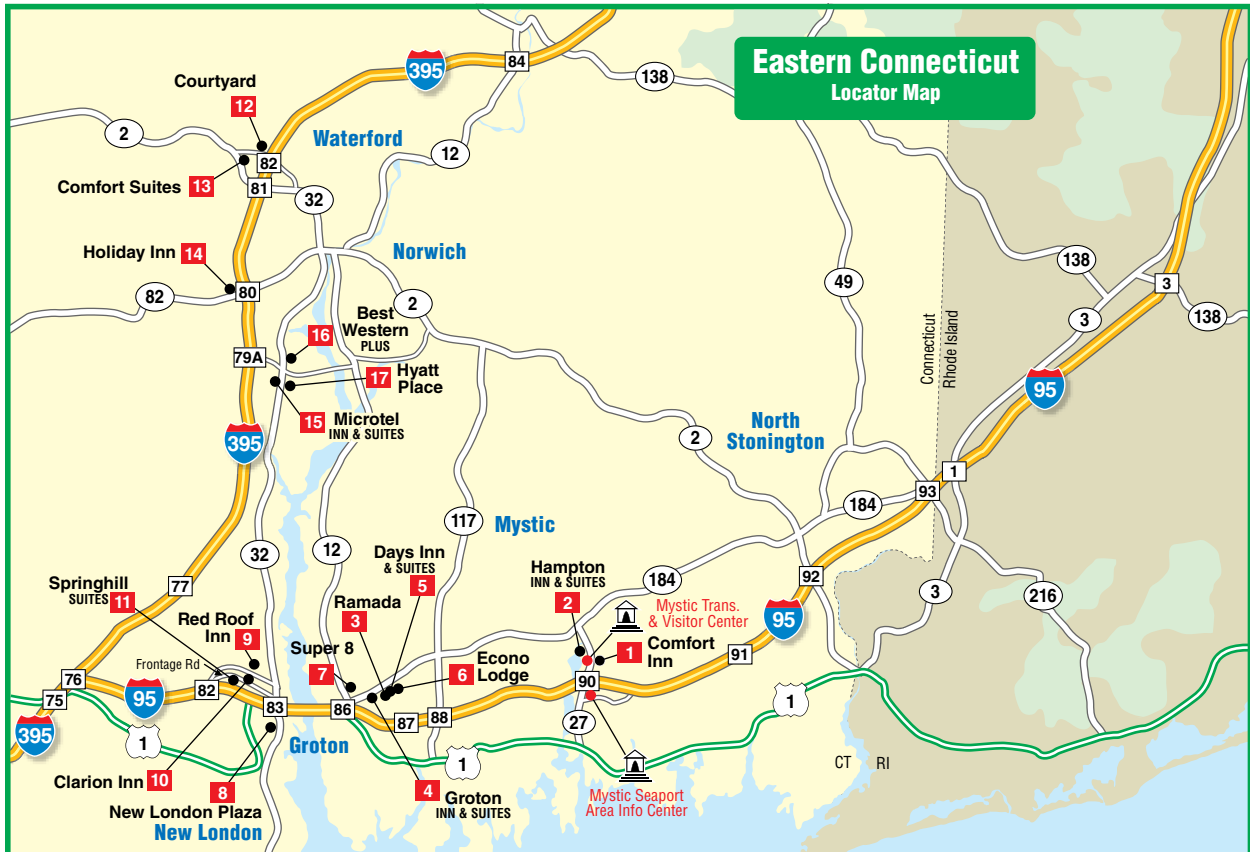 Eastern Connecticut
Locator Map
395
84
138
Courtyard
12
2
Waterford
12
82
Comfort Suites 13
81
32
Holiday Inn 14
Norwich
138
49
3
82
80
2
3
138
Best
Western
PLUS
16
79A
Connecticut
Rhode Island
17 Hyatt
Place
95
15 Microtel
INN & SUITES
North
Stonington
395
2
1
93
184
117
Mystic
32
12
Days Inn
& SUITES
5
Hampton
INN & SUITES
2
184
92
Springhill
SUITES 11
77
Ramada
3
Mystic Trans.
& Visitor Center
95
3
216
Red Roof
Inn
9
Super 8
7
1 Comfort
Inn
91
Frontage Rd
6 Econo
Lodge
76
82
90
75
95
83
86
87
88
1
27
395
1
Groton
1
CT
RI
Clarion Inn 10
8
New London Plaza
New London
4 Groton
INN & SUITES
Mystic Seaport
Area Info Center